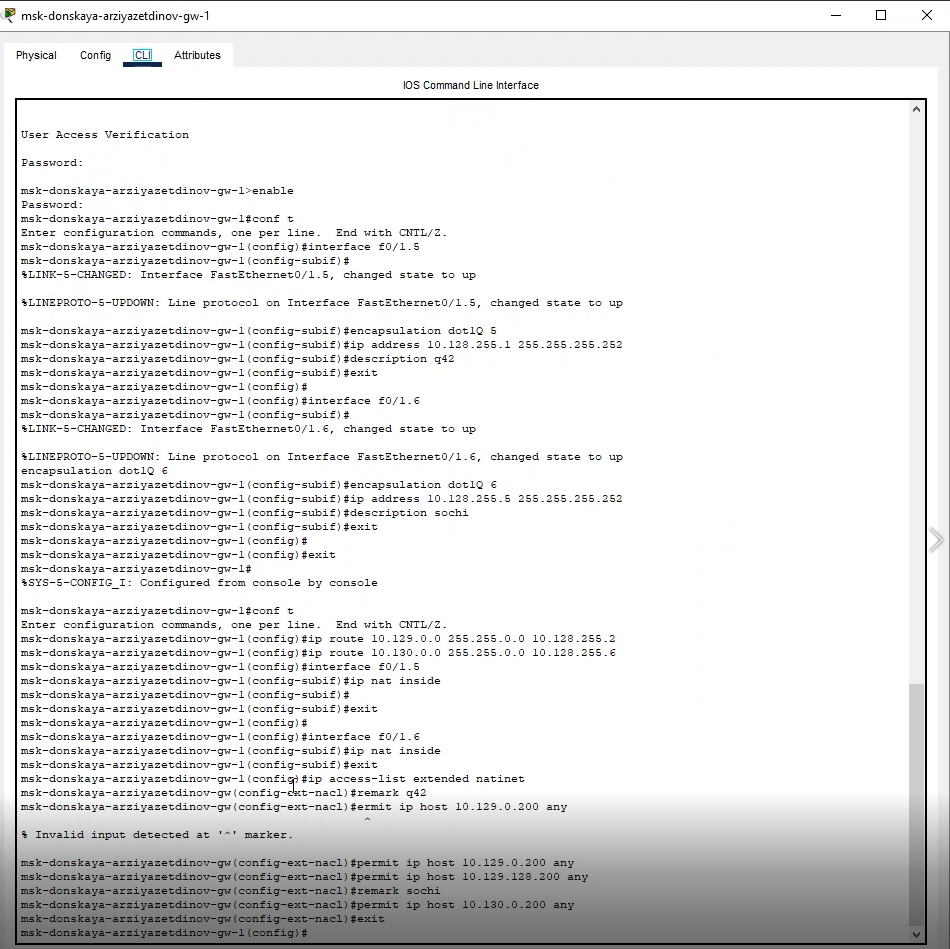 msk-donskaya-arziyazetdinov-gw-1
Physical Config CLI Attributes
IOS Command Line Interface
User Access Verification
Password:
msk-donskaya-arziyazetdinov-gw-1>enable
Password:
msk-donskaya-arziyazetdinov-gw-1#conf t
Enter configuration commands, one per line.  End with CNTL/Z.
msk-donskaya-arziyazetdinov-gw-1(config)#interface f0/1.5
msk-donskaya-arziyazetdinov-gw-1(config-subif)#
%LINK-5-CHANGED: Interface FastEthernet0/1.5, changed state to up
%LINEPROTO-5-UPDOWN: Line protocol on Interface FastEthernet0/1.5, changed state to up
msk-donskaya-arziyazetdinov-gw-1(config-subif)#encapsulation dot1Q 5
msk-donskaya-arziyazetdinov-gw-1(config-subif)#ip address 10.128.255.1 255.255.255.252
msk-donskaya-arziyazetdinov-gw-1(config-subif)#description q42
msk-donskaya-arziyazetdinov-gw-1(config-subif)#exit
msk-donskaya-arziyazetdinov-gw-1(config)#
msk-donskaya-arziyazetdinov-gw-1(config)#interface f0/1.6
msk-donskaya-arziyazetdinov-gw-1(config-subif)#
%LINK-5-CHANGED: Interface FastEthernet0/1.6, changed state to up
%LINEPROTO-5-UPDOWN: Line protocol on Interface FastEthernet0/1.6, changed state to up
encapsulation dot1Q 6
msk-donskaya-arziyazetdinov-gw-1(config-subif)#encapsulation dot1Q 6
msk-donskaya-arziyazetdinov-gw-1(config-subif)#ip address 10.128.255.5 255.255.255.252
msk-donskaya-arziyazetdinov-gw-1(config-subif)#description sochi
msk-donskaya-arziyazetdinov-gw-1(config-subif)#exit
msk-donskaya-arziyazetdinov-gw-1(config)#
msk-donskaya-arziyazetdinov-gw-1(config)#exit
msk-donskaya-arziyazetdinov-gw-1#
%SYS-5-CONFIG_I: Configured from console by console
msk-donskaya-arziyazetdinov-gw-1#conf t
Enter configuration commands, one per line.  End with CNTL/Z.
msk-donskaya-arziyazetdinov-gw-1(config)#ip route 10.129.0.0 255.255.0.0 10.128.255.2
msk-donskaya-arziyazetdinov-gw-1(config)#ip route 10.130.0.0 255.255.0.0 10.128.255.6
msk-donskaya-arziyazetdinov-gw-1(config)#interface f0/1.5
msk-donskaya-arziyazetdinov-gw-1(config-subif)#ip nat inside
msk-donskaya-arziyazetdinov-gw-1(config-subif)#
msk-donskaya-arziyazetdinov-gw-1(config-subif)#exit
msk-donskaya-arziyazetdinov-gw-1(config)#
msk-donskaya-arziyazetdinov-gw-1(config)#interface f0/1.6
msk-donskaya-arziyazetdinov-gw-1(config-subif)#ip nat inside
msk-donskaya-arziyazetdinov-gw-1(config-subif)#exit
msk-donskaya-arziyazetdinov-gw-1(config)#ip access-list extended natinet
msk-donskaya-arziyazetdinov-gw(config-ext-nacl)#remark q42
msk-donskaya-arziyazetdinov-gw(config-ext-nacl)#ermit ip host 10.129.0.200 any
^
% Invalid input detected at '^' marker.
msk-donskaya-arziyazetdinov-gw(config-ext-nacl)#permit ip host 10.129.0.200 any
msk-donskaya-arziyazetdinov-gw(config-ext-nacl)#permit ip host 10.129.128.200 any
msk-donskaya-arziyazetdinov-gw(config-ext-nacl)#remark sochi
msk-donskaya-arziyazetdinov-gw(config-ext-nacl)#permit ip host 10.130.0.200 any
msk-donskaya-arziyazetdinov-gw(config-ext-nacl)#exit
msk-donskaya-arziyazetdinov-gw-1(config)#